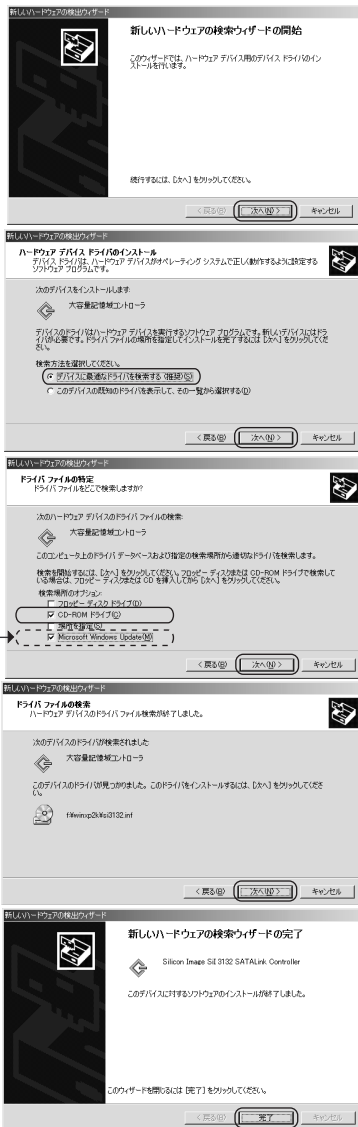 新しいハードウェアの検出ウィザード
新しいハードウェアの検索ウィザードの開始
このウィザードでは、ハードウェア デバイス用のデバイス ドライバのイン
ストールを行います。
続行するには、[次へ] をクリックしてください。
< 戻る(B)
次へ(N) >
キャンセル
新しいハードウェアの検出ウィザード
ハードウェア デバイス ドライバのインストール
デバイス ドライバは、ハードウェア デバイスがオペレーティング システムで正しく動作するように設定する
ソフトウェア プログラムです。
次のデバイスをインストールします:
大容量記憶域コントローラ
デバイスのドライバはハードウェア デバイスを実行するソフトウェア プログラムです。新しいデバイスにはドラ
イバが必要です。ドライバ ファイルの場所を指定してインストールを完了するには [次へ] をクリックしてくだ
さい。
検索方法を選択してください。
デバイスに最適なドライバを検索する (推奨)(S)
このデバイスの既知のドライバを表示して、その一覧から選択する(D)
< 戻る(B)
次へ(N) >
キャンセル
新しいハードウェアの検出ウィザード
ドライバ ファイルの特定
ドライバ ファイルをどこで検索しますか?
次のハードウェア デバイスのドライバ ファイルの検索:
大容量記憶域コントローラ
このコンピュータ上のドライバ データベースおよび指定の検索場所から適切なドライバを検索します。
検索を開始するには、[次へ] をクリックしてください。フロッピー ディスクまたは CD-ROM ドライブで検索して
いる場合は、フロッピー ディスクまたは CD を挿入してから [次へ] をクリックしてください。
検索場所のオプション:
フロッピー ディスク ドライブ(D)
CD-ROM ドライブ(C)
場所を指定(S)
Microsoft Windows Update(M)
< 戻る(B)
次へ(N) >
キャンセル
新しいハードウェアの検出ウィザード
ドライバ ファイルの検索
ハードウェア デバイスのドライバ ファイル検索が終了しました。
次のデバイスのドライバが検索されました:
大容量記憶域コントローラ
このデバイスのドライバが見つかりました。このドライバをインストールするには、[次へ] をクリックしてくださ
い。
f:¥winxp2k¥si3132.inf
< 戻る(B)
次へ(N) >
キャンセル
新しいハードウェアの検出ウィザード
新しいハードウェアの検索ウィザードの完了
Silicon Image SiI 3132 SATALink Controller
このデバイスに対するソフトウェアのインストールが終了しました。
このウィザードを閉じるには [完了] をクリックしてください。
< 戻る(B)
完了
キャンセル